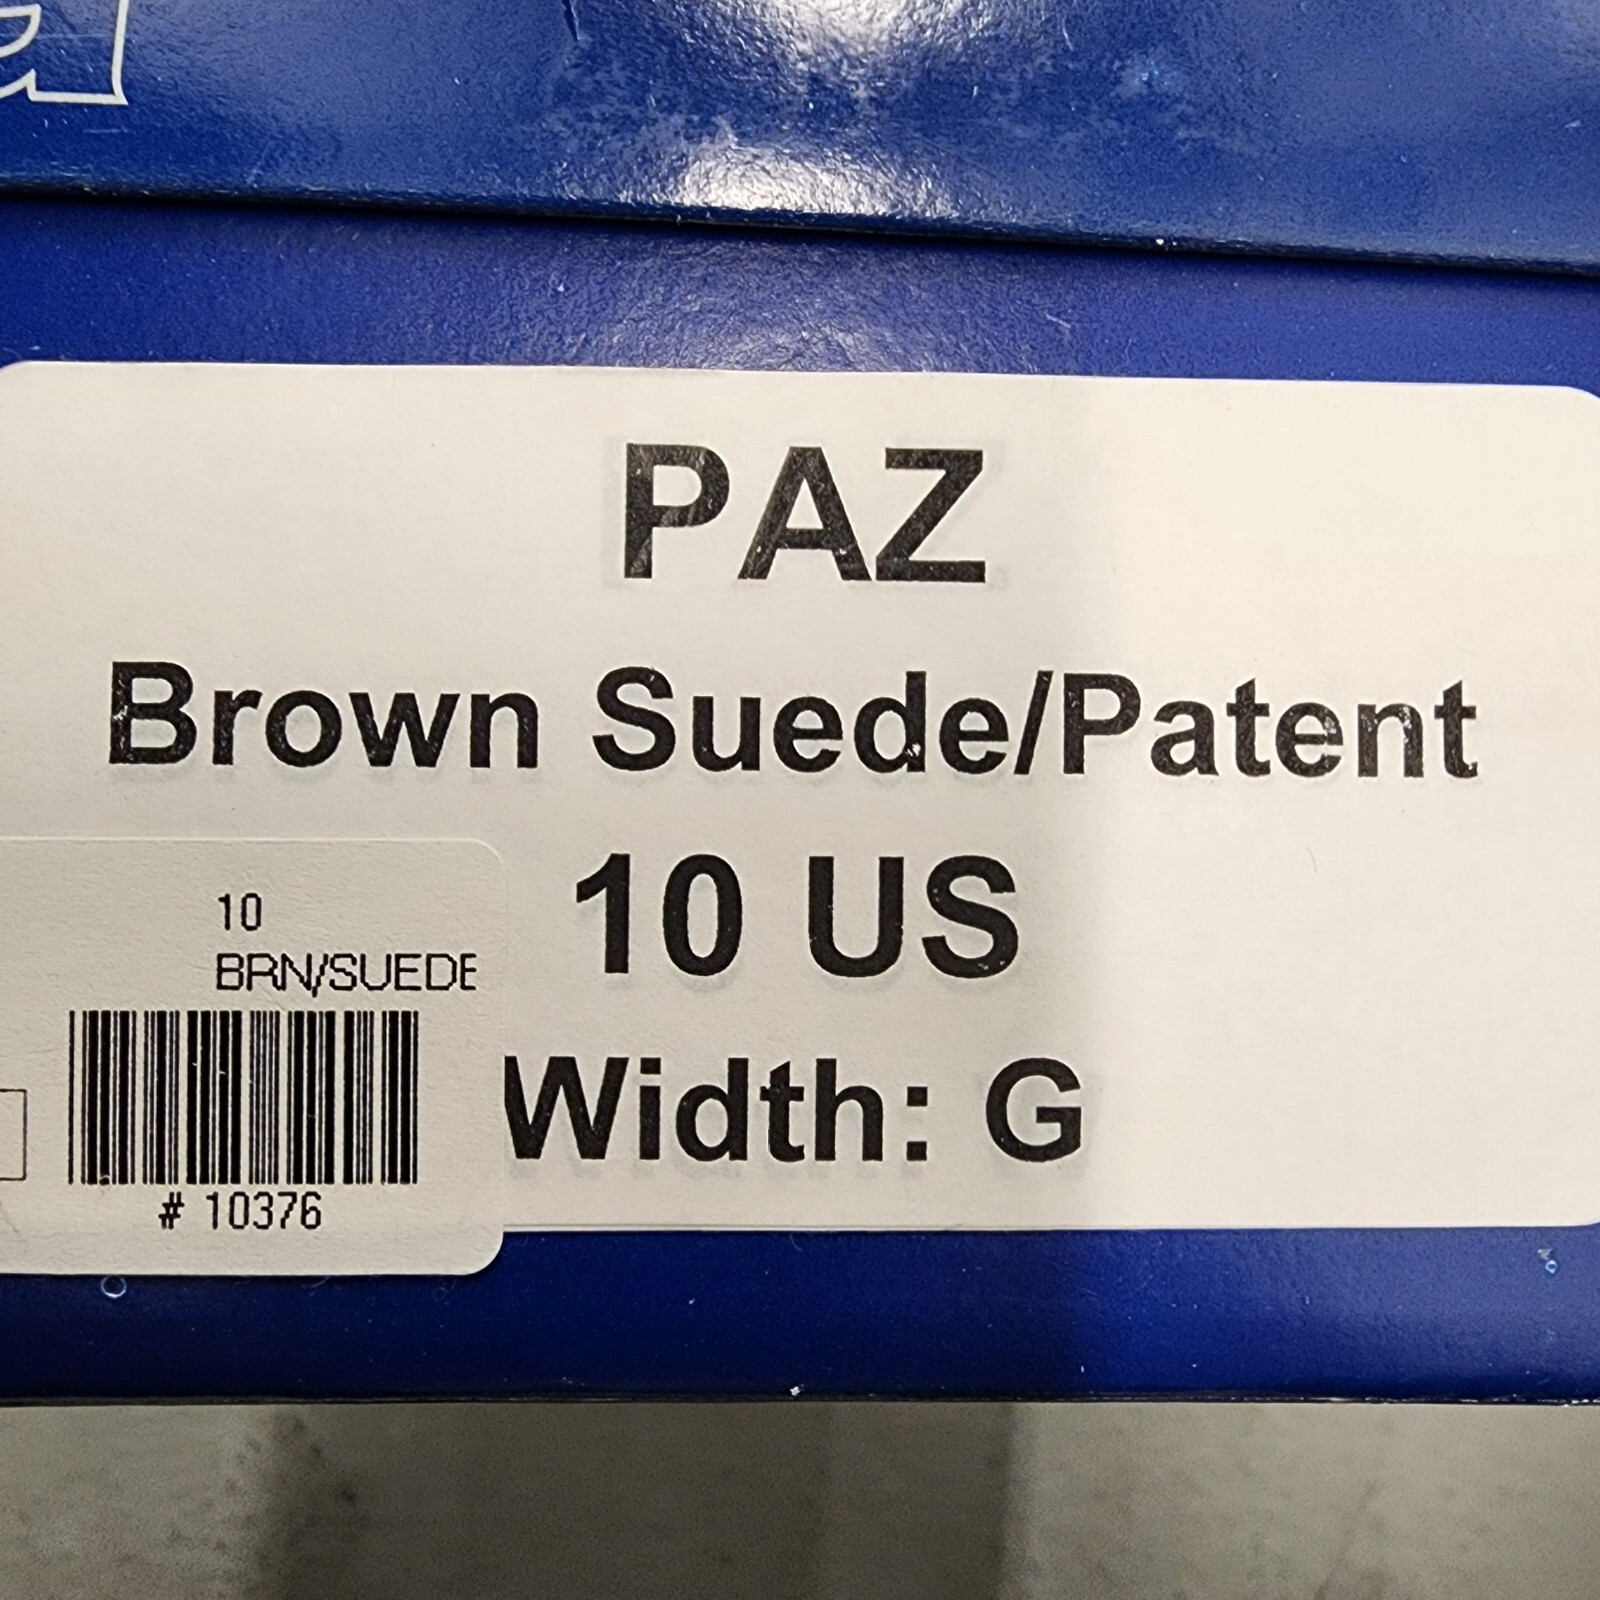 PAZ
Brown Suede/Patent
10 US
Width: G
10
BRN/SUEDE
# 10376